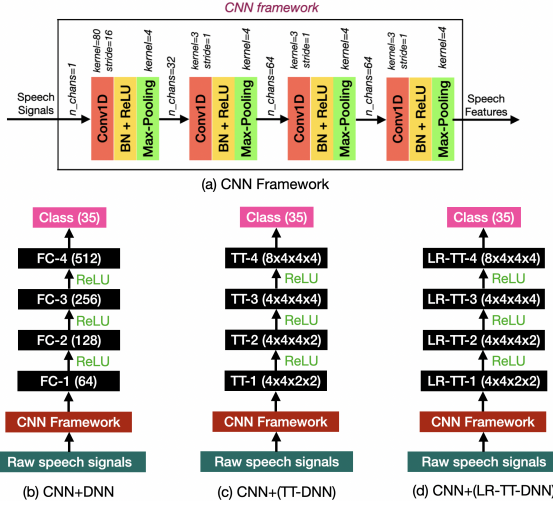 CNN framework
Speech
Signals
n_chans=1
kernel=80
stride=16
kernel=4
Conv1D
BN + ReLU
Max-Pooling
n_chans=32
kernel=3
stride=1
kernel=4
Conv1D
BN + ReLU
Max-Pooling
n_chans=64
kernel=3
stride=1
kernel=4
Conv1D
BN + ReLU
Max-Pooling
n_chans=64
kernel=3
stride=1
kernel=4
Conv1D
BN + ReLU
Max-Pooling
Speech
Features
(a) CNN Framework
Class (35)
FC-4 (512)
ReLU
FC-3 (256)
ReLU
FC-2 (128)
ReLU
FC-1 (64)
CNN Framework
Raw speech signals
(b) CNN+DNN
Class (35)
TT-4 (8x4x4x4)
ReLU
TT-3 (4x4x4x4)
ReLU
TT-2 (4x4x4x2)
ReLU
TT-1 (4x4x2x2)
CNN Framework
Raw speech signals
(c) CNN+(TT-DNN)
Class (35)
LR-TT-4 (8x4x4x4)
ReLU
LR-TT-3 (4x4x4x4)
ReLU
LR-TT-2 (4x4x4x2)
ReLU
LR-TT-1 (4x4x2x2)
CNN Framework
Raw speech signals
(d) CNN+(LR-TT-DNN)